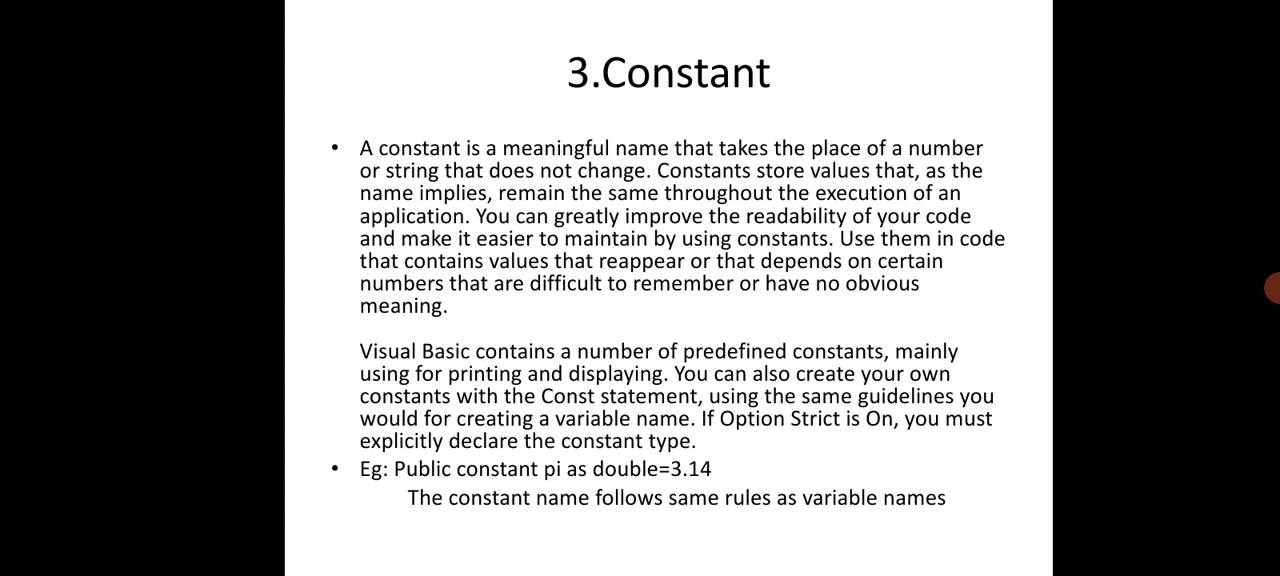 3.Constant
• A constant is a meaningful name that takes the place of a number
or string that does not change. Constants store values that, as the
name implies, remain the same throughout the execution of an
application. You can greatly improve the readability of your code
and make it easier to maintain by using constants. Use them in code
that contains values that reappear or that depends on certain
numbers that are difficult to remember or have no obvious
meaning.
Visual Basic contains a number of predefined constants, mainly
using for printing and displaying. You can also create your own
constants with the Const statement, using the same guidelines you
would for creating a variable name. If Option Strict is On, you must
explicitly declare the constant type.
• Eg: Public constant pi as double=3.14
The constant name follows same rules as variable names